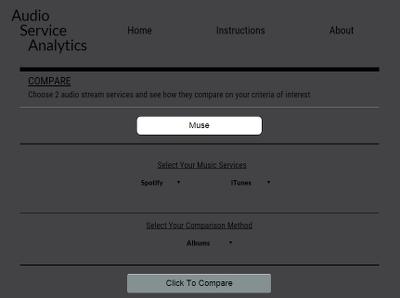 Audio
Service
Analytics
Home
Instructions
About
COMPARE
Choose 2 audio stream services and see how they compare on your criteria of interest
Muse
Select Your Music Services
Spotify
iTunes
Select Your Comparison Method
Albums
Click To Compare